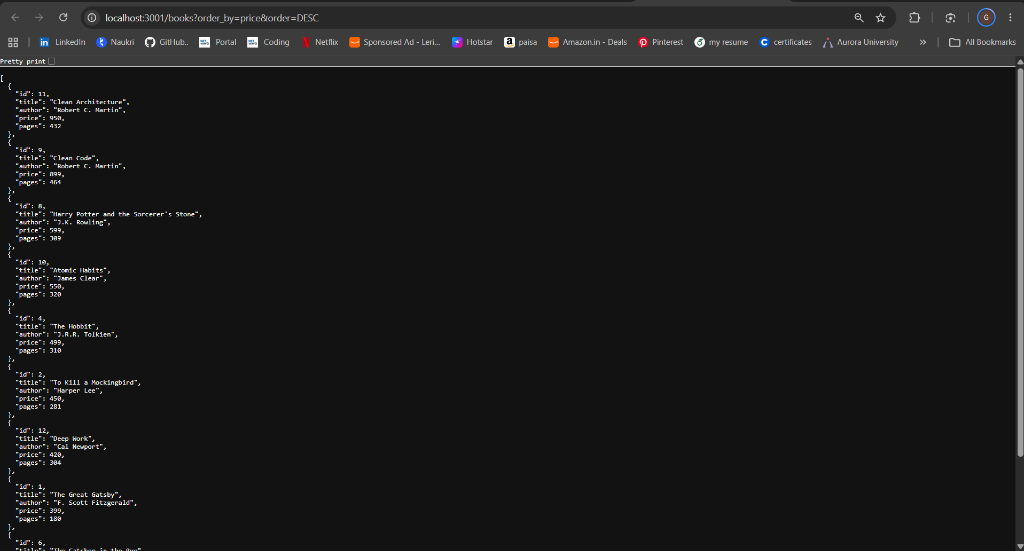 localhost:3001/books?order_by=price&order=DESC
G
LinkedIn
Naukri
GitHub..
Portal
Coding
Netflix
Sponsored Ad - Leri...
Hotstar
paisa
Amazon.in - Deals
Pinterest
my resume
certificates
Aurora University
»
All Bookmarks
Pretty print
[
{
"id": 11,
"title": "Clean Architecture",
"author": "Robert C. Martin",
"price": 950,
"pages": 432
},
{
"id": 9,
"title": "Clean Code",
"author": "Robert C. Martin",
"price": 899,
"pages": 464
},
{
"id": 8,
"title": "Harry Potter and the Sorcerer's Stone",
"author": "J.K. Rowling",
"price": 599,
"pages": 309
},
{
"id": 10,
"title": "Atomic Habits",
"author": "James Clear",
"price": 550,
"pages": 320
},
{
"id": 4,
"title": "The Hobbit",
"author": "J.R.R. Tolkien",
"price": 499,
"pages": 310
},
{
"id": 2,
"title": "To Kill a Mockingbird",
"author": "Harper Lee",
"price": 450,
"pages": 281
},
{
"id": 12,
"title": "Deep Work",
"author": "Cal Newport",
"price": 420,
"pages": 304
},
{
"id": 1,
"title": "The Great Gatsby",
"author": "F. Scott Fitzgerald",
"price": 399,
"pages": 180
},
{
"id": 6,
"title": "The Catcher in the Rye"